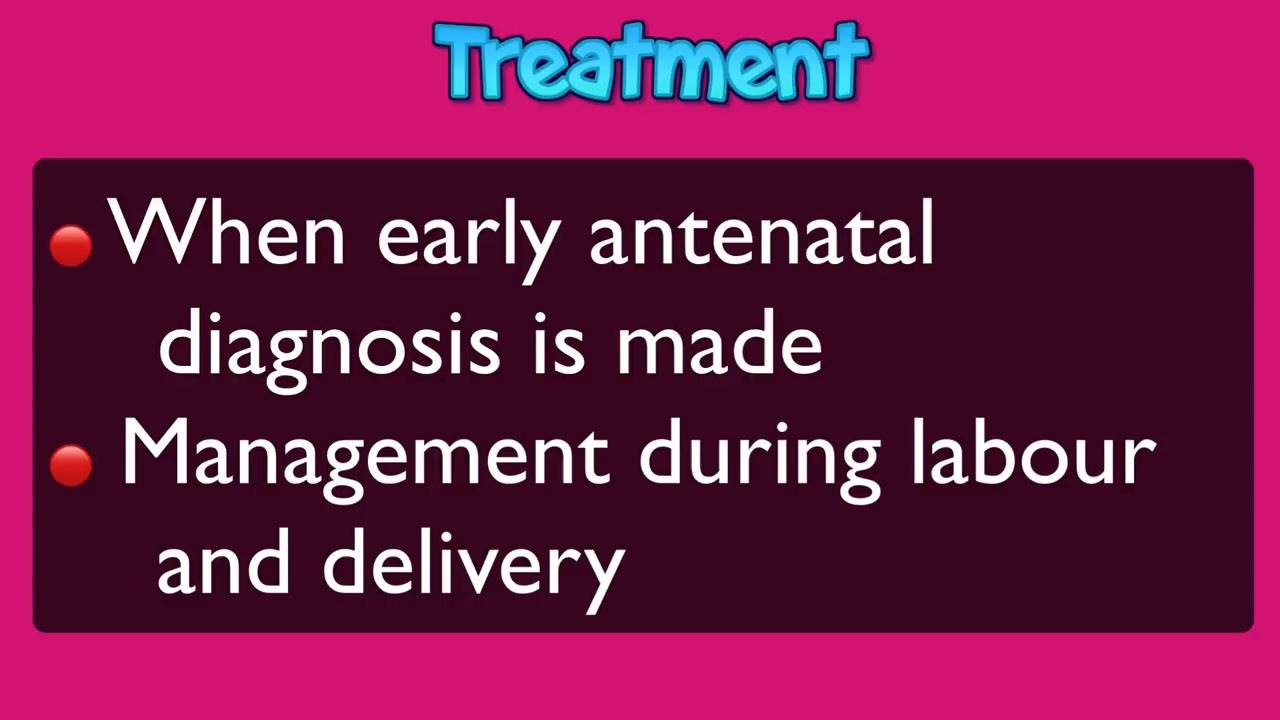 Treatment
When early antenatal
diagnosis is made
Management during labour
and delivery